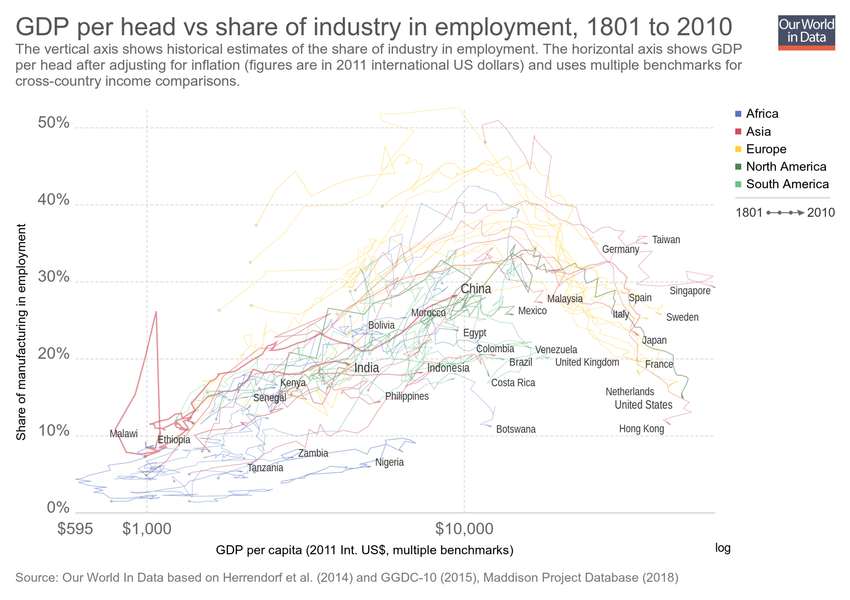 GDP per head vs share of industry in employment, 1801 to 2010
Our World
in Data
The vertical axis shows historical estimates of the share of industry in employment. The horizontal axis shows GDP
per head after adjusting for inflation (figures are in 2011 international US dollars) and uses multiple benchmarks for
cross-country income comparisons.
50%
40%
30%
20%
10%
0%
Share of manufacturing in employment
Africa
Asia
Europe
North America
South America
1801
2010
Taiwan
Germany
Singapore
China
Malaysia
Spain
Morocco
Mexico
Italy
Sweden
Bolivia
Egypt
Japan
Colombia
Venezuela
India
Indonesia
Brazil
United Kingdom
France
Kenya
Costa Rica
Senegal
Philippines
Netherlands
United States
Malawi
Ethiopia
Botswana
Hong Kong
Zambia
Tanzania
Nigeria
$595
$1,000
$10,000
GDP per capita (2011 Int. US$, multiple benchmarks)
log
Source: Our World In Data based on Herrendorf et al. (2014) and GGDC-10 (2015), Maddison Project Database (2018)